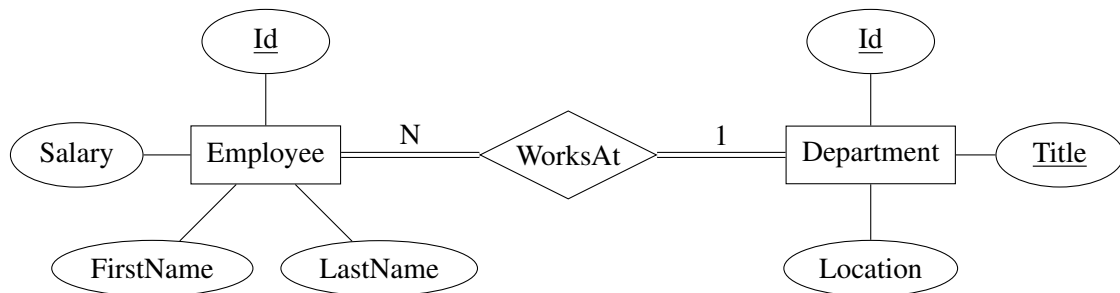 Id
Id
Salary
Employee
N
WorksAt
1
Department
Title
FirstName
LastName
Location